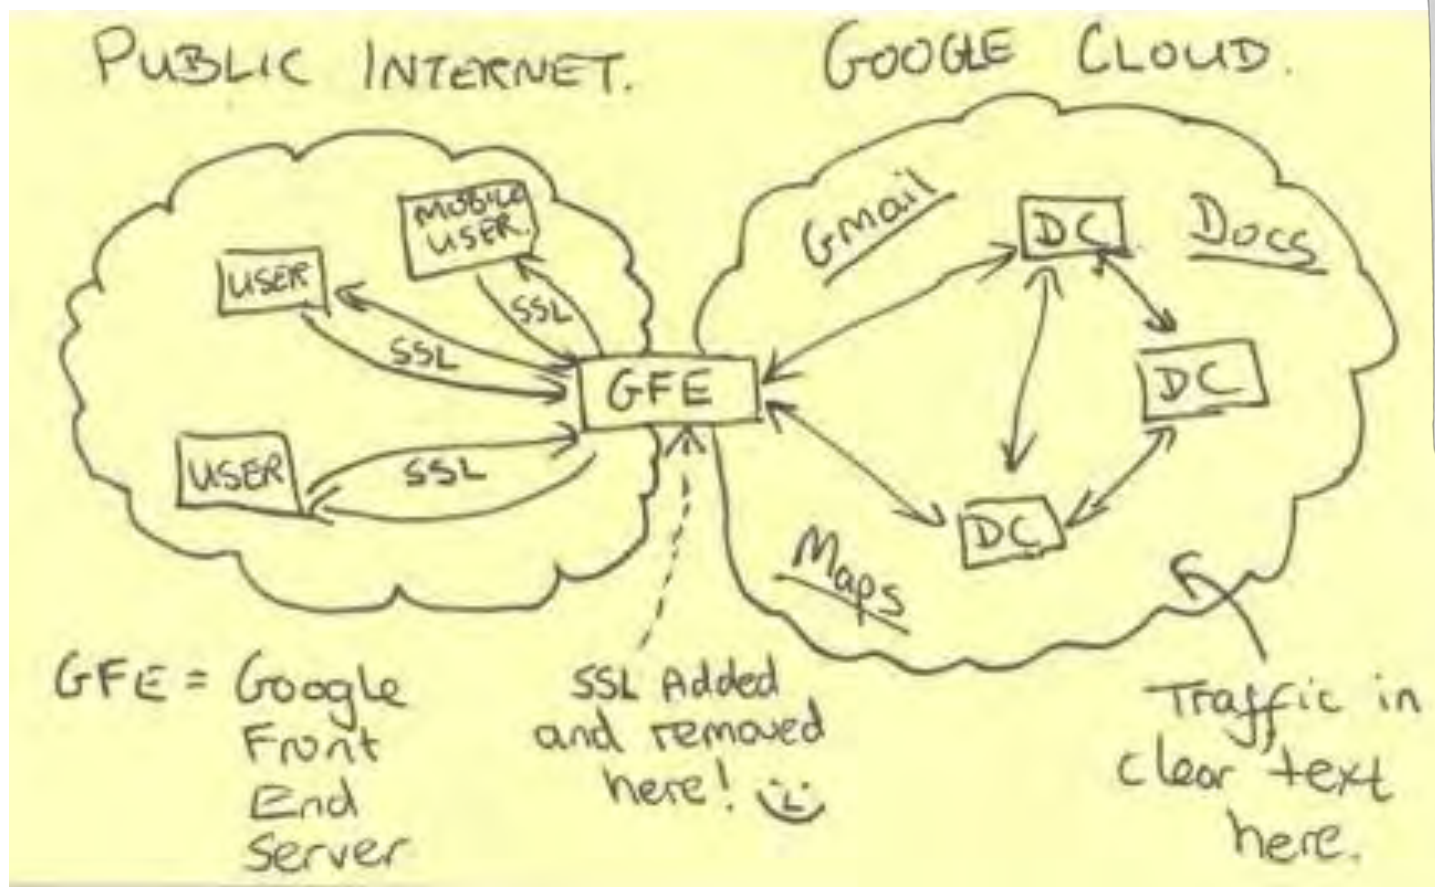 PUBLIC INTERNET.
GOOGLE CLOUD.
MOBILE
USER.
USER
SSL
SSL
USER
SSL
GFE
Gmail
DC
Docs
DC
DC
Maps
GFE = Google
Front
End
Server
SSL Added
and removed
here!
Traffic in
clear text
here.